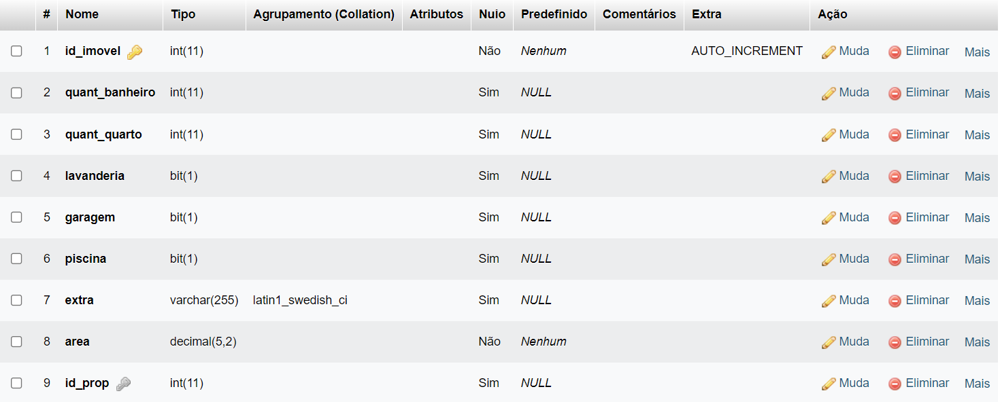 # Nome Tipo Agrupamento (Collation) Atributos Nuio Predefinido Comentários Extra Ação
1 id_imovel int(11) Não Nenhum AUTO_INCREMENT Muda Eliminar Mais
2 quant_banheiro int(11) Sim NULL Muda Eliminar Mais
3 quant_quarto int(11) Sim NULL Muda Eliminar Mais
4 lavanderia bit(1) Sim NULL Muda Eliminar Mais
5 garagem bit(1) Sim NULL Muda Eliminar Mais
6 piscina bit(1) Sim NULL Muda Eliminar Mais
7 extra varchar(255) latin1_swedish_ci Sim NULL Muda Eliminar Mais
8 area decimal(5,2) Não Nenhum Muda Eliminar Mais
9 id_prop int(11) Sim NULL Muda Eliminar Mais